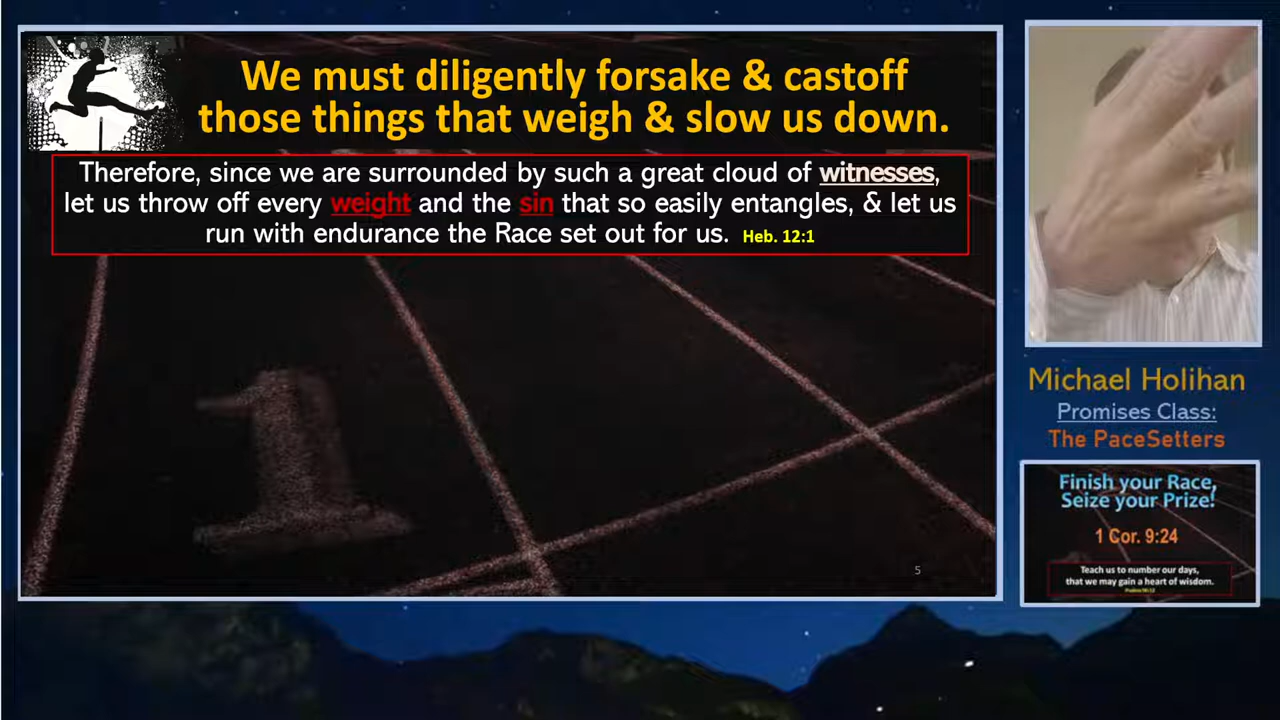 We must diligently forsake & castoff
those things that weigh & slow us down.
Therefore, since we are surrounded by such a great cloud of witnesses,
let us throw off every weight and the sin that so easily entangles, & let us
run with endurance the Race set out for us. Heb. 12:1
1
5
Michael Holihan
Promises Class:
The PaceSetters
Finish your Race,
Seize your Prize!
1 Cor. 9:24
Teach us to number our days,
that we may gain a heart of wisdom.
Psalms 90:12